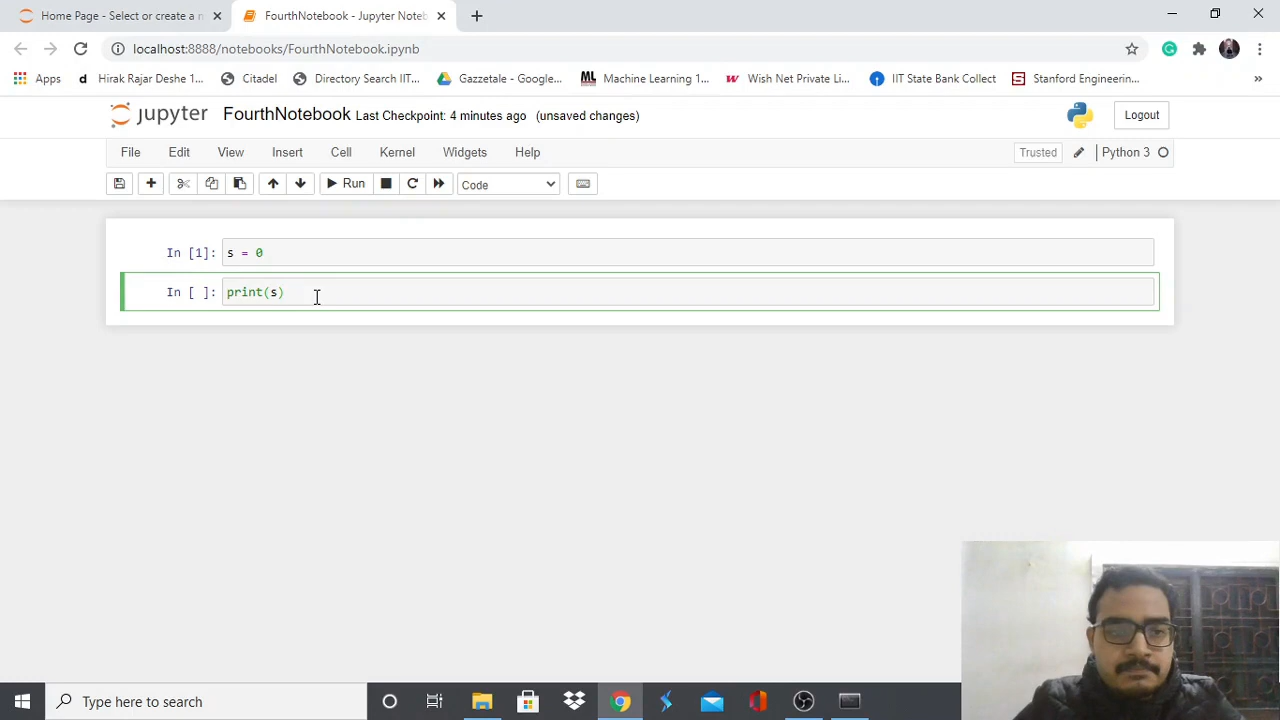 Home Page - Select or create a n
FourthNotebook - Jupyter Noteb
localhost:8888/notebooks/FourthNotebook.ipynb
Apps
d Hirak Rajar Deshe 1'...
Citadel
Directory Search IIT...
Gazzetale - Google...
ML Machine Learning 1...
W Wish Net Private Li...
IIT State Bank Collect
S Stanford Engineerin...
»
jupyter FourthNotebook Last Checkpoint: 4 minutes ago (unsaved changes)
Logout
File Edit View Insert Cell Kernel Widgets Help
Trusted
Python 3
Run
Code
In [1]: s = 0
In [ ]: print(s)
Type here to search